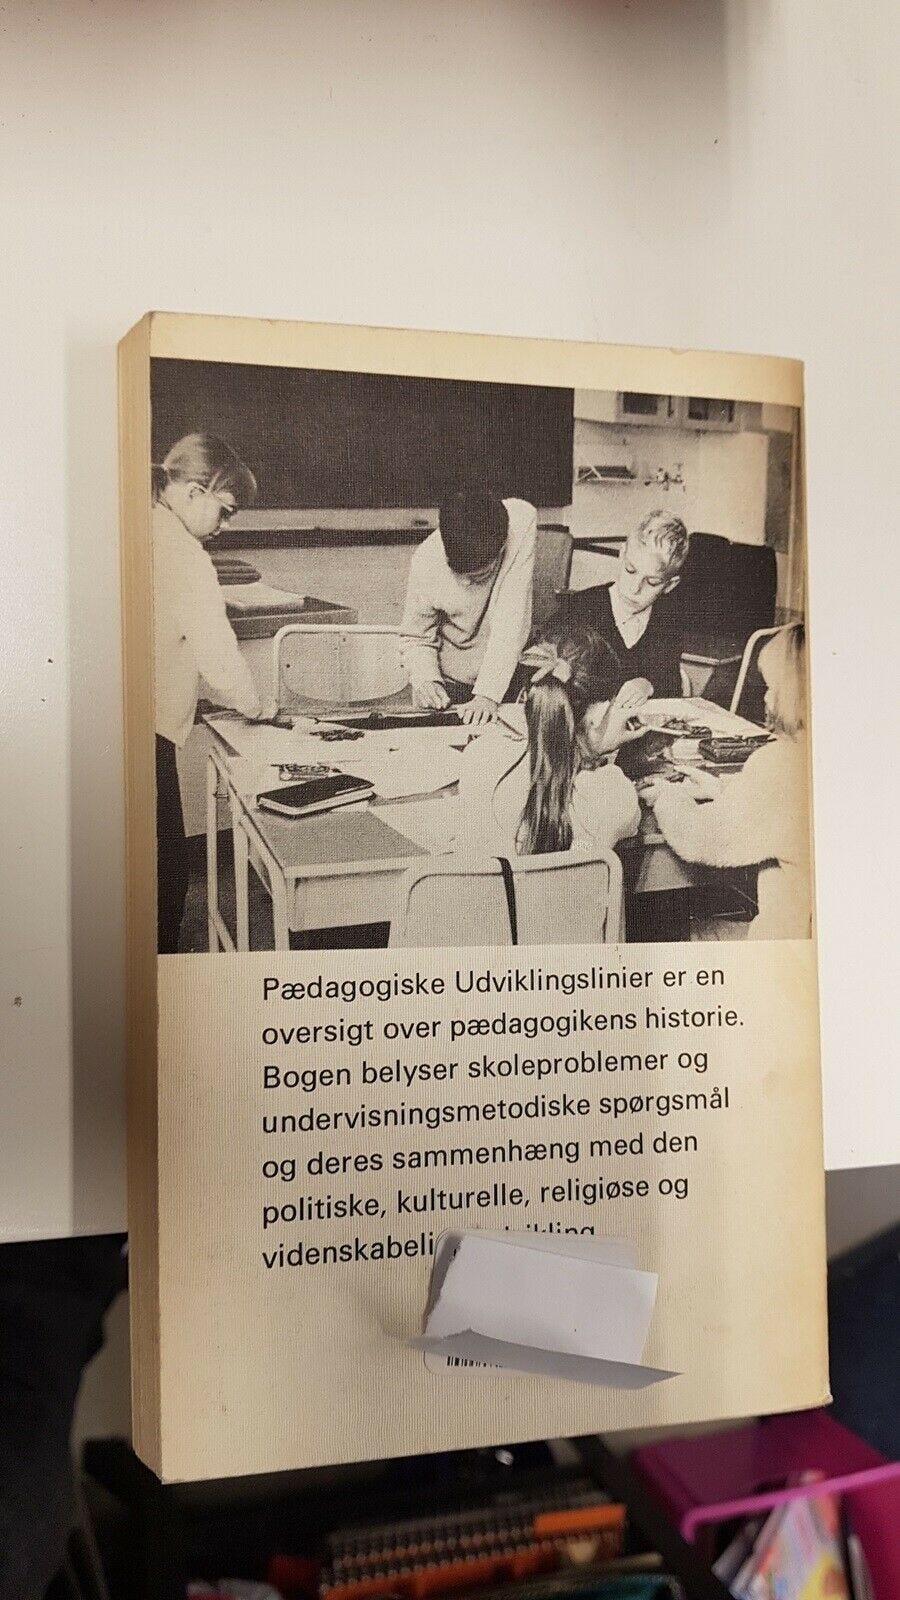 Pædagogiske Udviklingslinier er en
oversigt over pædagogikens historie.
Bogen belyser skoleproblemer og
undervisningsmetodiske spørgsmål
og deres sammenhæng med den
politiske, kulturelle, religiøse og